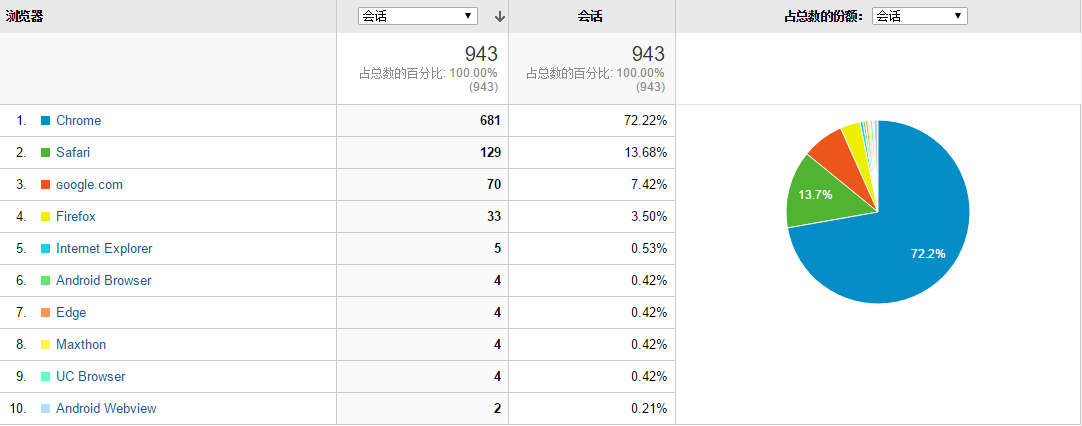 浏览器 会话 会话 占总数的份额： 会话
943 943
占总数的百分比: 100.00% 占总数的百分比: 100.00%
(943) (943)
1. Chrome 681 72.22%
2. Safari 129 13.68%
3. ɢoogle.com 70 7.42%
4. Firefox 33 3.50%
5. Internet Explorer 5 0.53%
6. Android Browser 4 0.42%
7. Edge 4 0.42%
8. Maxthon 4 0.42%
9. UC Browser 4 0.42%
10. Android Webview 2 0.21%
13.7%
72.2%